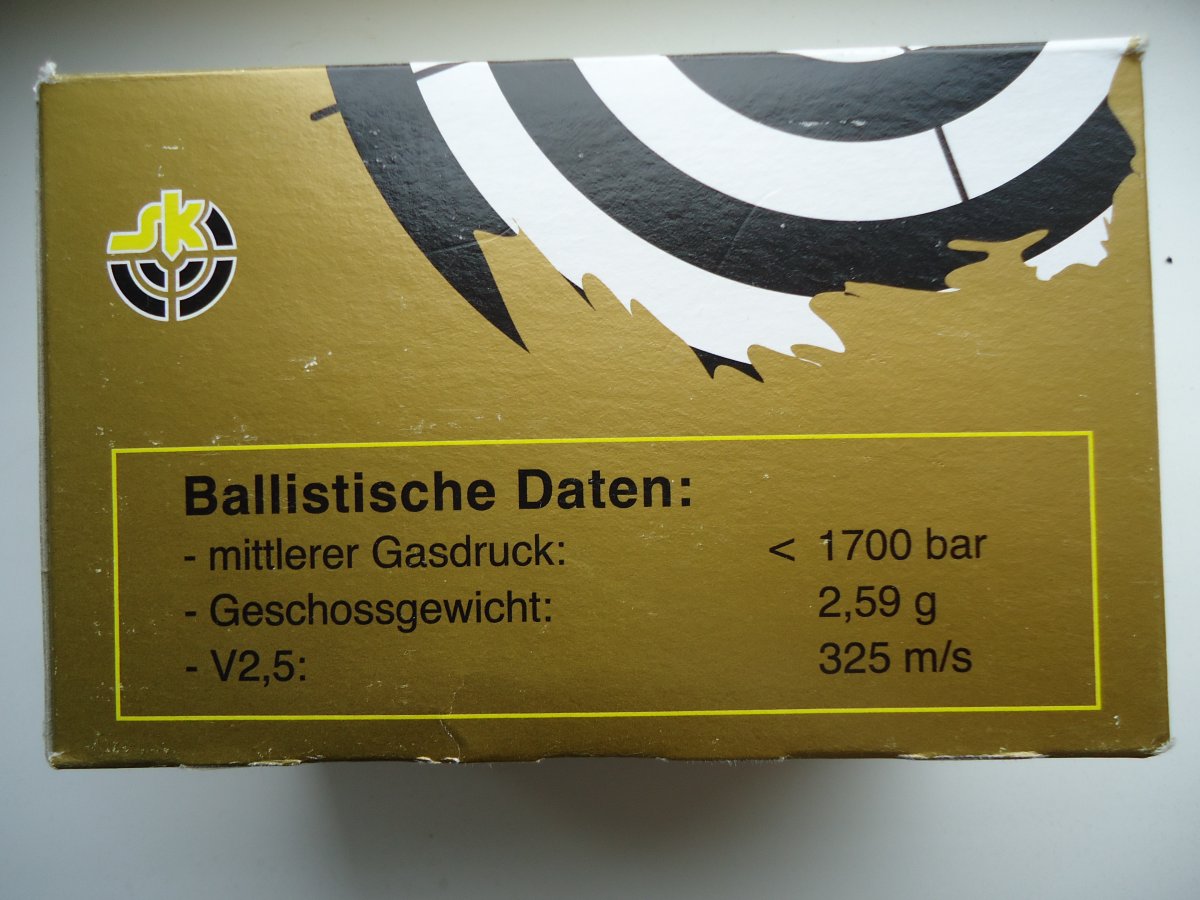 sk
Ballistische Daten:
- mittlerer Gasdruck: < 1700 bar
- Geschossgewicht: 2,59 g
- V2,5: 325 m/s